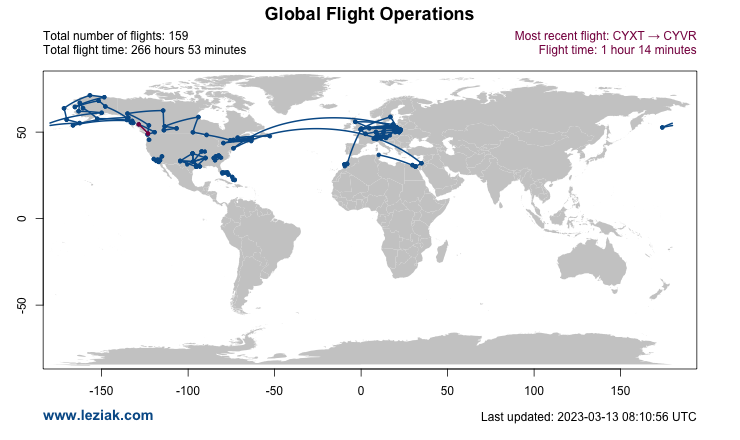 Global Flight Operations
Total number of flights: 159
Total flight time: 266 hours 53 minutes
Most recent flight: CYXT → CYVR
Flight time: 1 hour 14 minutes
50
0
-50
-150
-100
-50
0
50
100
150
www.leziak.com
Last updated: 2023-03-13 08:10:56 UTC